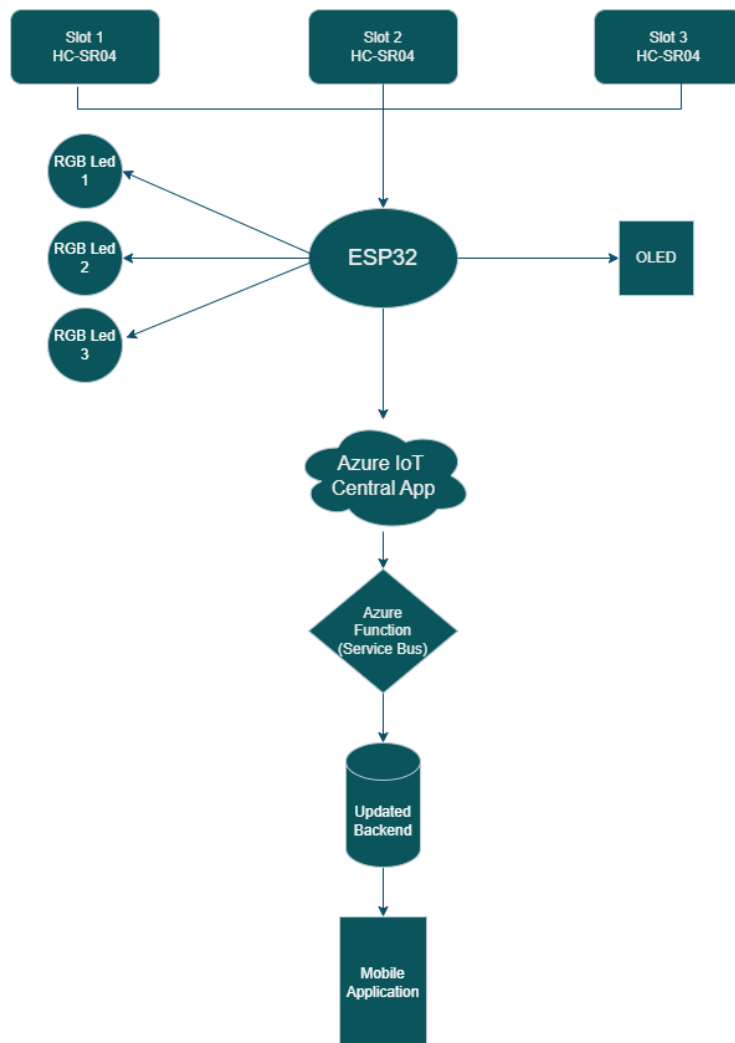 Slot 1
HC-SR04
Slot 2
HC-SR04
Slot 3
HC-SR04
RGB Led
1
RGB Led
2
RGB Led
3
ESP32
OLED
Azure IoT
Central App
Azure
Function
(Service Bus)
Updated
Backend
Mobile
Application